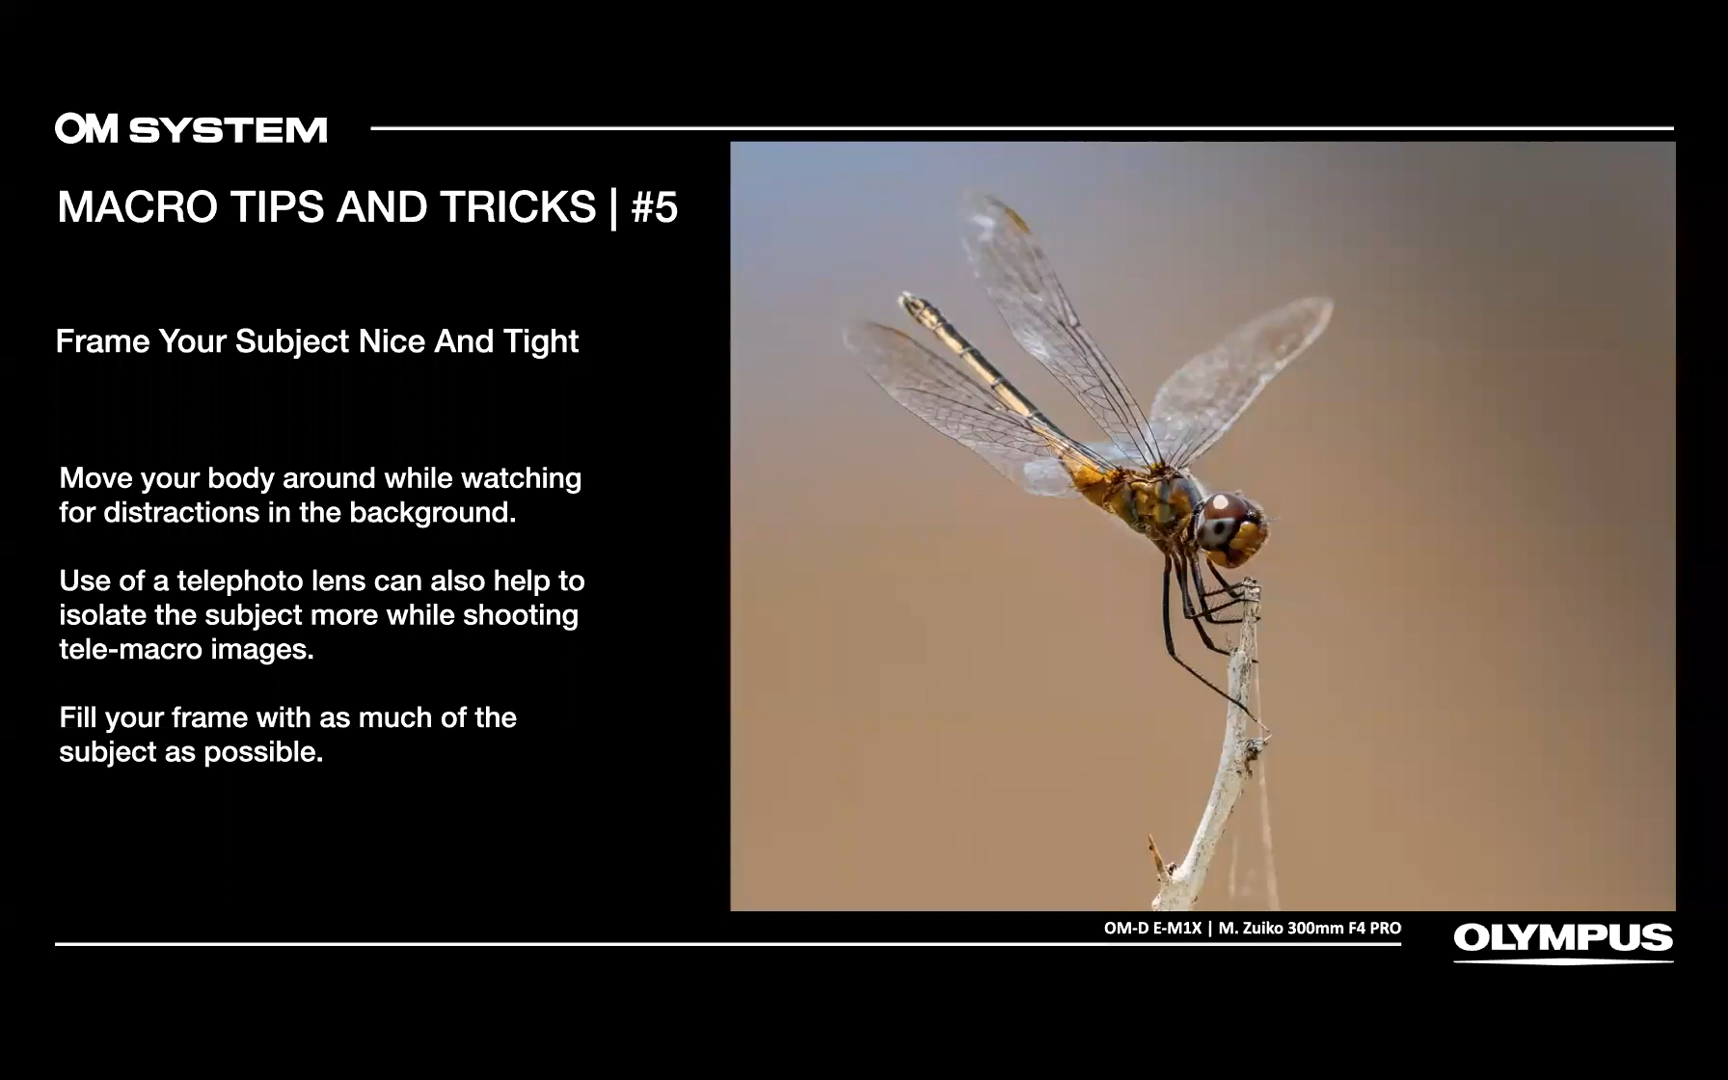 OM SYSTEM
MACRO TIPS AND TRICKS | #5
Frame Your Subject Nice And Tight
Move your body around while watching
for distractions in the background.
Use of a telephoto lens can also help to
isolate the subject more while shooting
tele-macro images.
Fill your frame with as much of the
subject as possible.
OM-D E-M1X | M. Zuiko 300mm F4 PRO
OLYMPUS